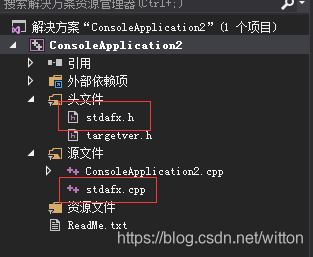 搜索解决方案资源管理器(Ctrl+;)
解决方案“ConsoleApplication2”(1 个项目)
ConsoleApplication2
引用
外部依赖项
头文件
stdafx.h
targetver.h
源文件
ConsoleApplication2.cpp
stdafx.cpp
资源文件
ReadMe.txt
https://blog.csdn.net/witton